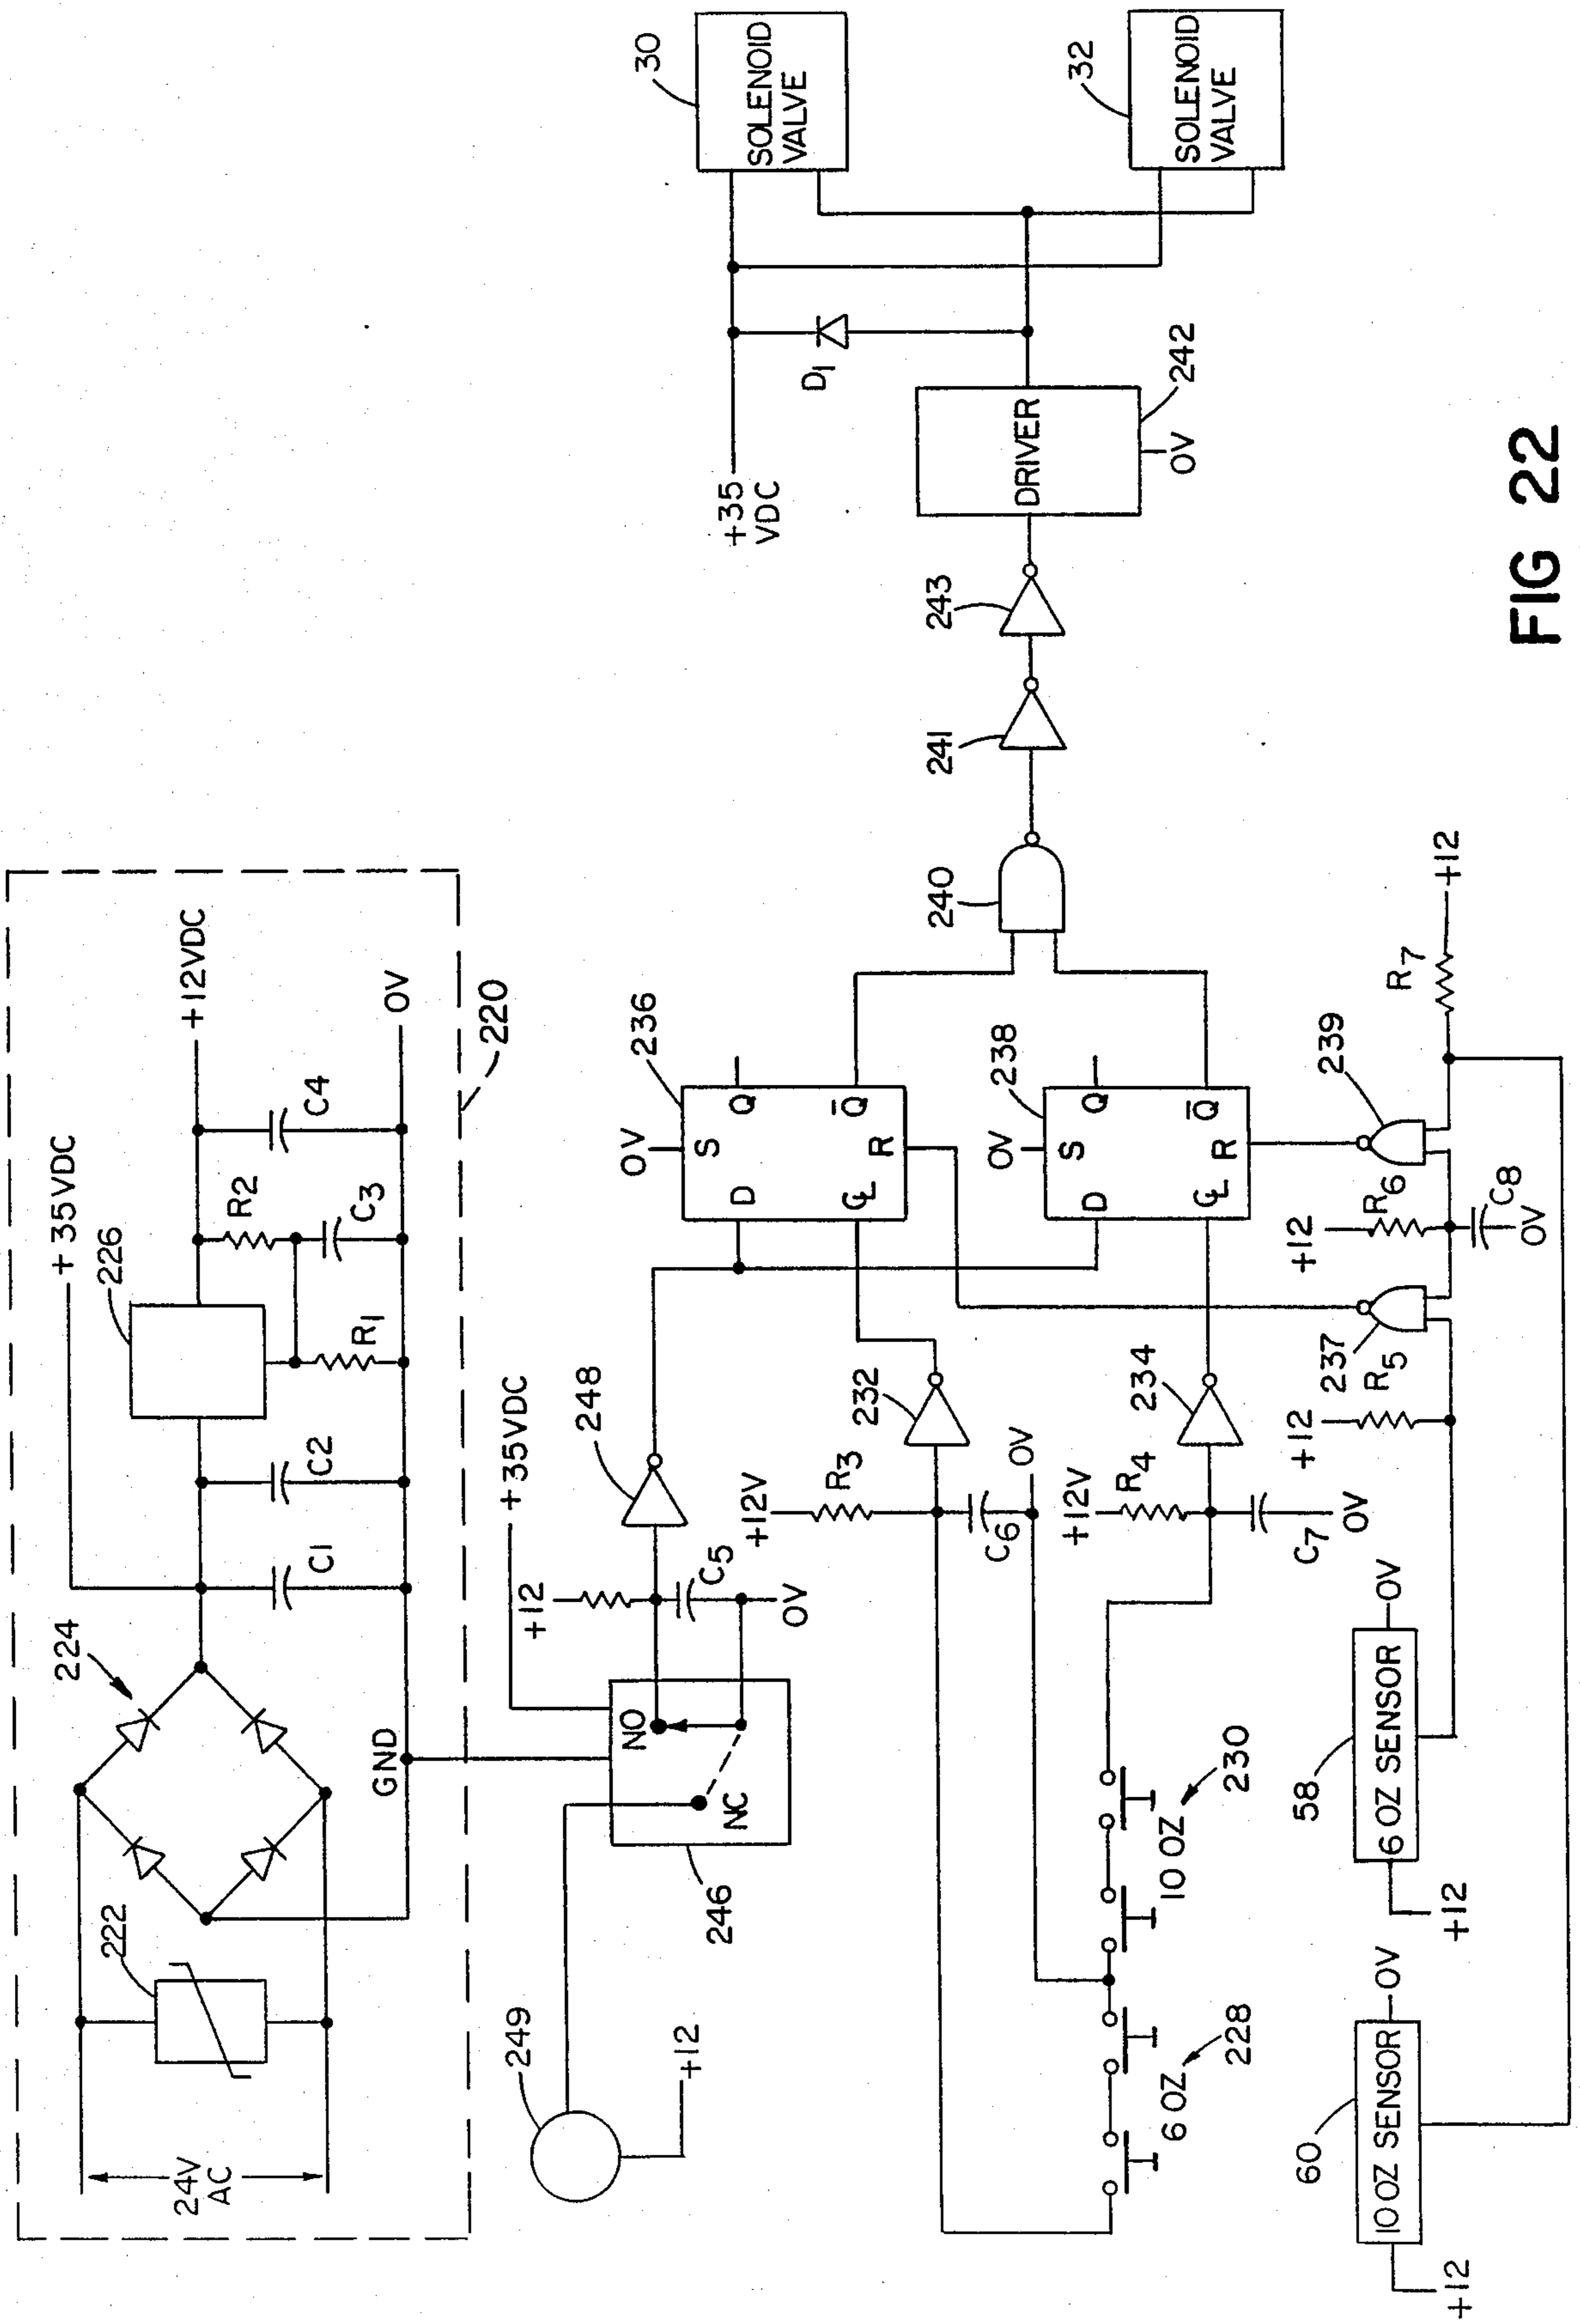 24V
AC
222
224
GND
+35VDC
226
C1
C2
R1
R2
C3
C4
+12VDC
0V
220
249
+12
246
NO
NC
+12
C5
0V
+35VDC
248
+12V
R3
C6
0V
232
+12V
R4
C7
0V
234
6 OZ
228
10 OZ
230
0V
236
D
S
Q
CL
R
Q̅
0V
238
D
S
Q
CL
R
Q̅
60
10 OZ SENSOR
0V
+12
58
6 OZ SENSOR
0V
+12
+12
R5
237
+12
R6
C8
0V
239
R7
+12
240
241
243
DRIVER
242
0V
+35
VDC
D1
30
SOLENOID
VALVE
32
SOLENOID
VALVE
FIG 22